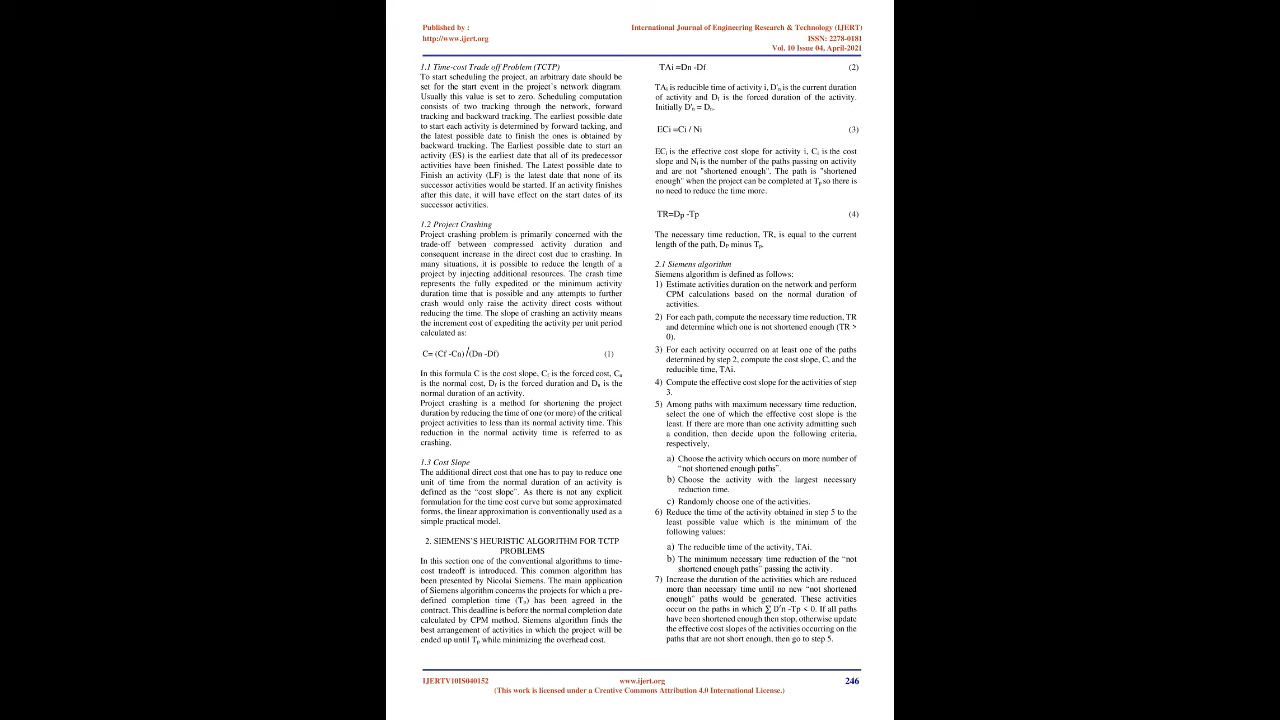 Published by :
http://www.ijert.org
International Journal of Engineering Research & Technology (IJERT)
ISSN: 2278-0181
Vol. 10 Issue 04, April-2021
1.1 Time-cost Trade off Problem (TCTP)
To start scheduling the project, an arbitrary date should be
set for the start event in the project's network diagram.
Usually this value is set to zero. Scheduling computation
consists of two tracking through the network, forward
tracking and backward tracking. The earliest possible date
to start each activity is determined by forward tacking, and
the latest possible date to finish the ones is obtained by
backward tracking. The Earliest possible date to start an
activity (ES) is the earliest date that all of its predecessor
activities have been finished. The Latest possible date to
Finish an activity (LF) is the latest date that none of its
successor activities would be started. If an activity finishes
after this date, it will have effect on the start dates of its
successor activities.
1.2 Project Crashing
Project crashing problem is primarily concerned with the
trade-off between compressed activity duration and
consequent increase in the direct cost due to crashing. In
many situations, it is possible to reduce the length of a
project by injecting additional resources. The crash time
represents the fully expedited or the minimum activity
duration time that is possible and any attempts to further
crash would only raise the activity direct costs without
reducing the time. The slope of crashing an activity means
the increment cost of expediting the activity per unit period
calculated as:
C= (Cf -Cn) /(Dn -Df) (1)
In this formula C is the cost slope, Cf is the forced cost, Cn
is the normal cost, Df is the forced duration and Dn is the
normal duration of an activity.
Project crashing is a method for shortening the project
duration by reducing the time of one (or more) of the critical
project activities to less than its normal activity time. This
reduction in the normal activity time is referred to as
crashing.
1.3 Cost Slope
The additional direct cost that one has to pay to reduce one
unit of time from the normal duration of an activity is
defined as the “cost slope”. As there is not any explicit
formulation for the time cost curve but some approximated
forms, the linear approximation is conventionally used as a
simple practical model.
2. SIEMENS'S HEURISTIC ALGORITHM FOR TCTP
PROBLEMS
In this section one of the conventional algorithms to time-
cost tradeoff is introduced. This common algorithm has
been presented by Nicolai Siemens. The main application
of Siemens algorithm concerns the projects for which a pre-
defined completion time (Tp) has been agreed in the
contract. This deadline is before the normal completion date
calculated by CPM method. Siemens algorithm finds the
best arrangement of activities in which the project will be
ended up until Tp while minimizing the overhead cost.
TAi =Dn -Df (2)
TAi is reducible time of activity i, D'n is the current duration
of activity and Df is the forced duration of the activity.
Initially D'n = Dn.
ECi =Ci / Ni (3)
ECi is the effective cost slope for activity i, Ci is the cost
slope and Ni is the number of the paths passing on activity
and are not "shortened enough". The path is "shortened
enough" when the project can be completed at Tp so there is
no need to reduce the time more.
TR=Dp -Tp (4)
The necessary time reduction, TR, is equal to the current
length of the path, DP minus Tp.
2.1 Siemens algorithm
Siemens algorithm is defined as follows:
1) Estimate activities duration on the network and perform
CPM calculations based on the normal duration of
activities.
2) For each path, compute the necessary time reduction, TR
and determine which one is not shortened enough (TR >
0).
3) For each activity occurred on at least one of the paths
determined by step 2, compute the cost slope, C, and the
reducible time, TAi.
4) Compute the effective cost slope for the activities of step
3.
5) Among paths with maximum necessary time reduction,
select the one of which the effective cost slope is the
least. If there are more than one activity admitting such
a condition, then decide upon the following criteria,
respectively,
a) Choose the activity which occurs on more number of
“not shortened enough paths”.
b) Choose the activity with the largest necessary
reduction time.
c) Randomly choose one of the activities.
6) Reduce the time of the activity obtained in step 5 to the
least possible value which is the minimum of the
following values:
a) The reducible time of the activity, TAi.
b) The minimum necessary time reduction of the “not
shortened enough paths” passing the activity.
7) Increase the duration of the activities which are reduced
more than necessary time until no new “not shortened
enough” paths would be generated. These activities
occur on the paths in which ∑ D'n -Tp < 0. If all paths
have been shortened enough then stop, otherwise update
the effective cost slopes of the activities occurring on the
paths that are not short enough, then go to step 5.
IJERTV10IS040152
www.ijert.org
246
(This work is licensed under a Creative Commons Attribution 4.0 International License.)